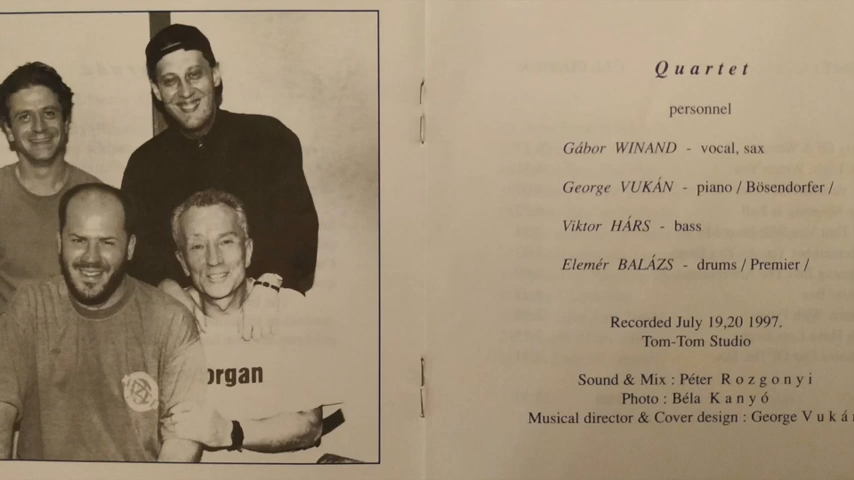 organ
Quartet
personnel
Gábor WINAND - vocal, sax
George VUKÁN - piano / Bösendorfer /
Viktor HÁRS - bass
Elemér BALÁZS - drums / Premier /
Recorded July 19,20 1997.
Tom-Tom Studio
Sound & Mix : Péter R o z g o n y i
Photo : Béla K a n y ó
Musical director & Cover design : George V u k á